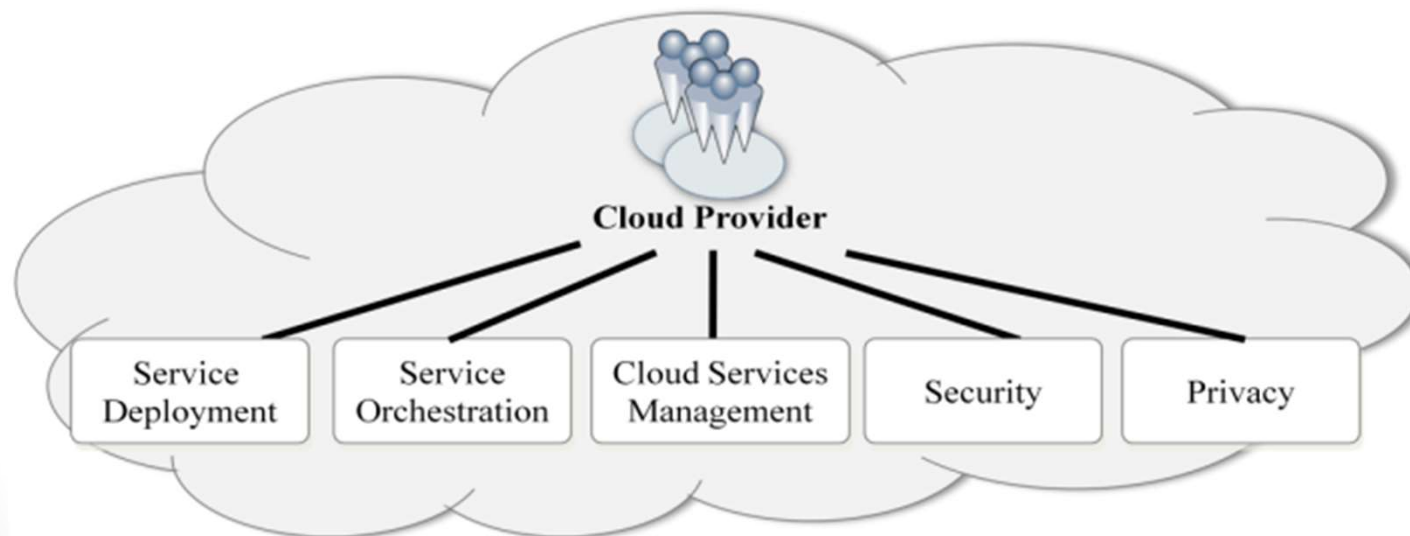 Cloud Provider
Service
Deployment
Service
Orchestration
Cloud Services
Management
Security
Privacy